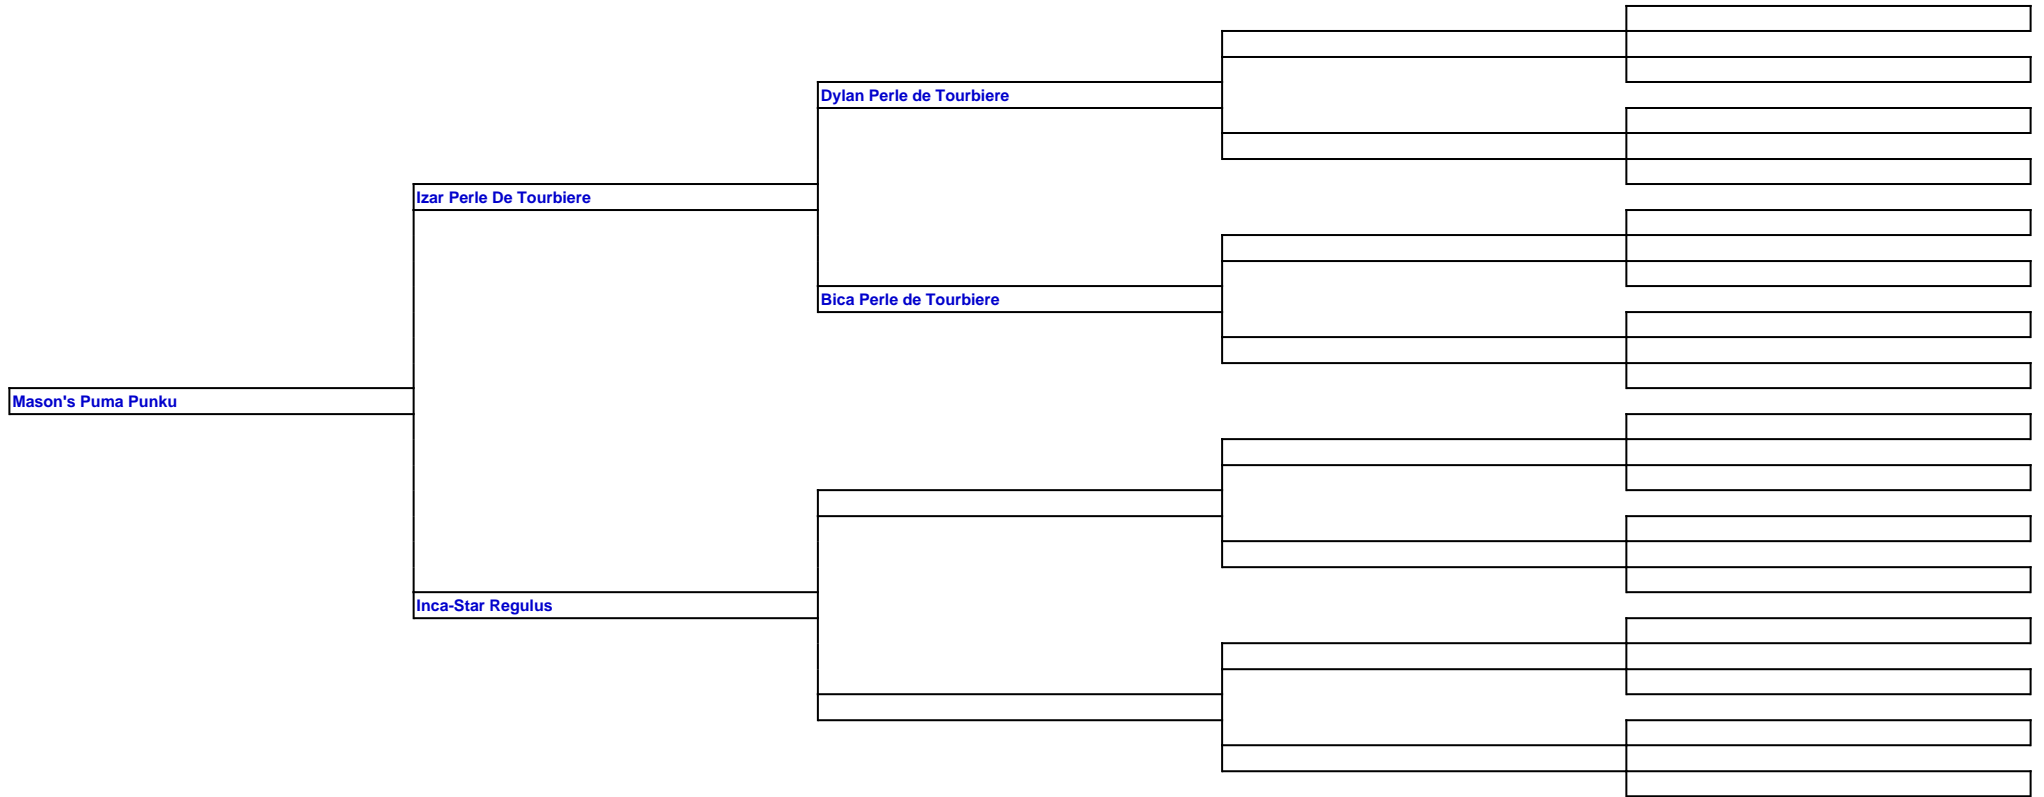 Dylan Perle de Tourbiere
Izar Perle De Tourbiere
Bica Perle de Tourbiere
Mason's Puma Punku
Inca-Star Regulus